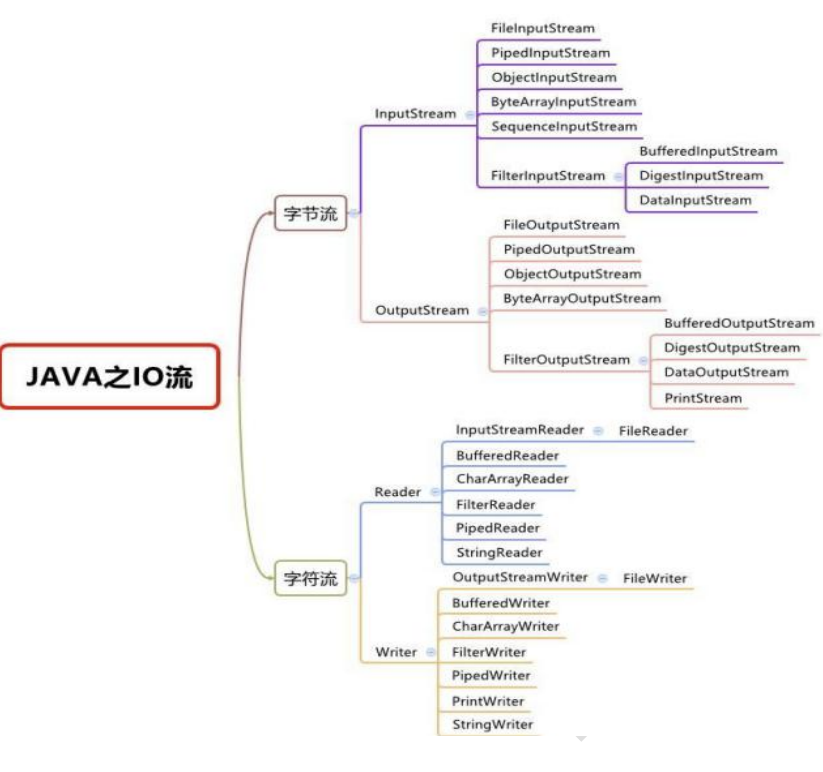 JAVA之IO流
字节流
InputStream
FileInputStream
PipedInputStream
ObjectInputStream
ByteArrayInputStream
SequenceInputStream
FilterInputStream
BufferedInputStream
DigestInputStream
DataInputStream
OutputStream
FileOutputStream
PipedOutputStream
ObjectOutputStream
ByteArrayOutputStream
FilterOutputStream
BufferedOutputStream
DigestOutputStream
DataOutputStream
PrintStream
字符流
Reader
InputStreamReader
FileReader
BufferedReader
CharArrayReader
FilterReader
PipedReader
StringReader
Writer
OutputStreamWriter
FileWriter
BufferedWriter
CharArrayWriter
FilterWriter
PipedWriter
PrintWriter
StringWriter